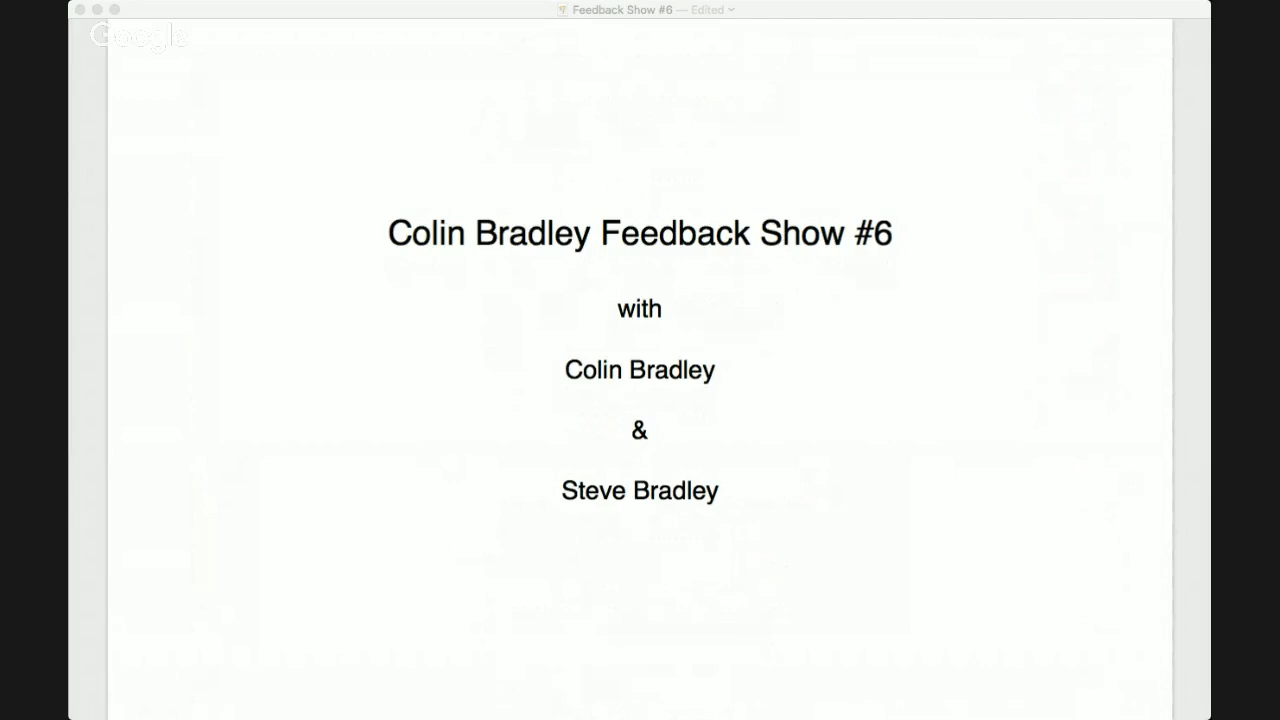 Feedback Show #6 — Edited
Google
Colin Bradley Feedback Show #6
with
Colin Bradley
&
Steve Bradley